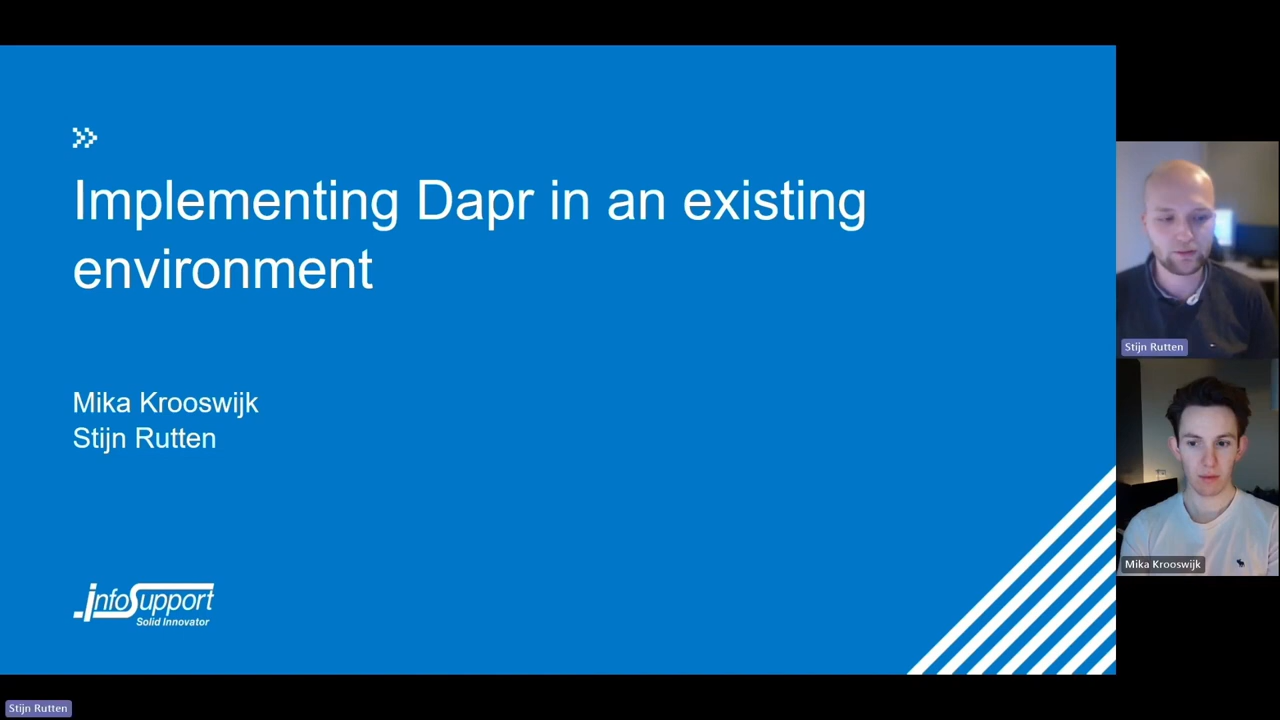 Implementing Dapr in an existing
environment
Mika Krooswijk
Stijn Rutten
infoSupport
Solid Innovator
Stijn Rutten
Mika Krooswijk
Stijn Rutten